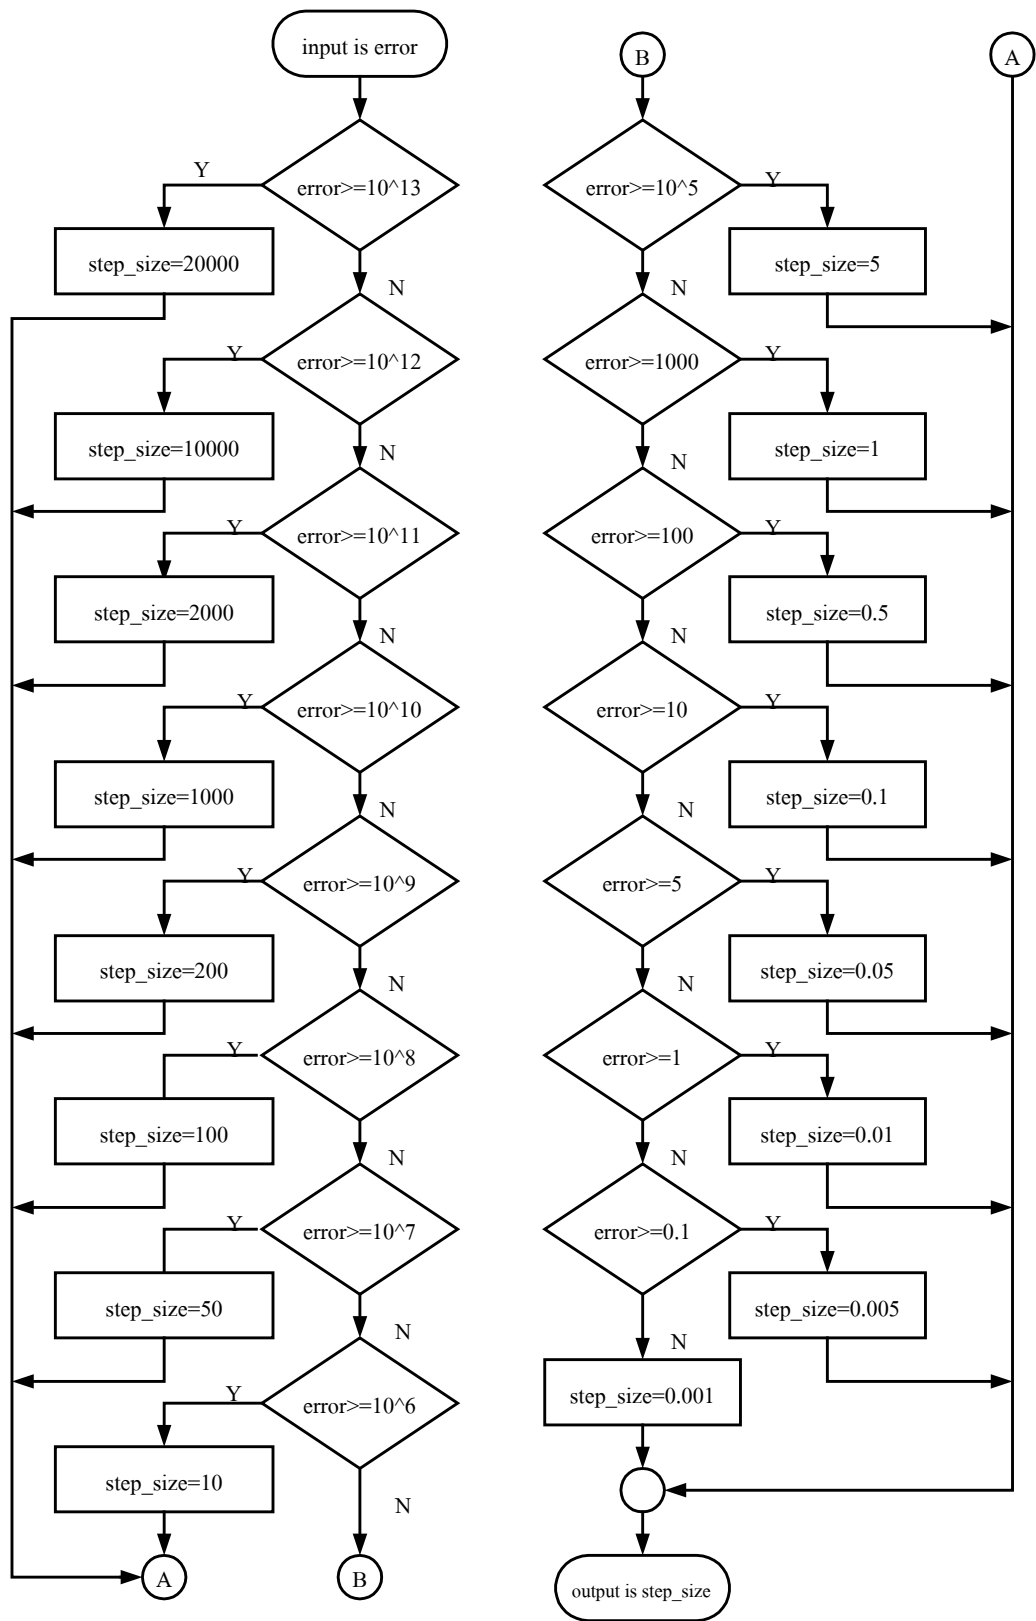 input is error
Y
error>=10^13
step_size=20000
N
Y
error>=10^12
step_size=10000
N
Y
error>=10^11
step_size=2000
N
Y
error>=10^10
step_size=1000
N
Y
error>=10^9
step_size=200
N
Y
error>=10^8
step_size=100
N
Y
error>=10^7
step_size=50
N
Y
error>=10^6
step_size=10
N
A
B
B
A
error>=10^5
Y
step_size=5
N
error>=1000
Y
step_size=1
N
error>=100
Y
step_size=0.5
N
error>=10
Y
step_size=0.1
N
error>=5
Y
step_size=0.05
N
error>=1
Y
step_size=0.01
N
error>=0.1
Y
step_size=0.005
N
step_size=0.001
output is step_size